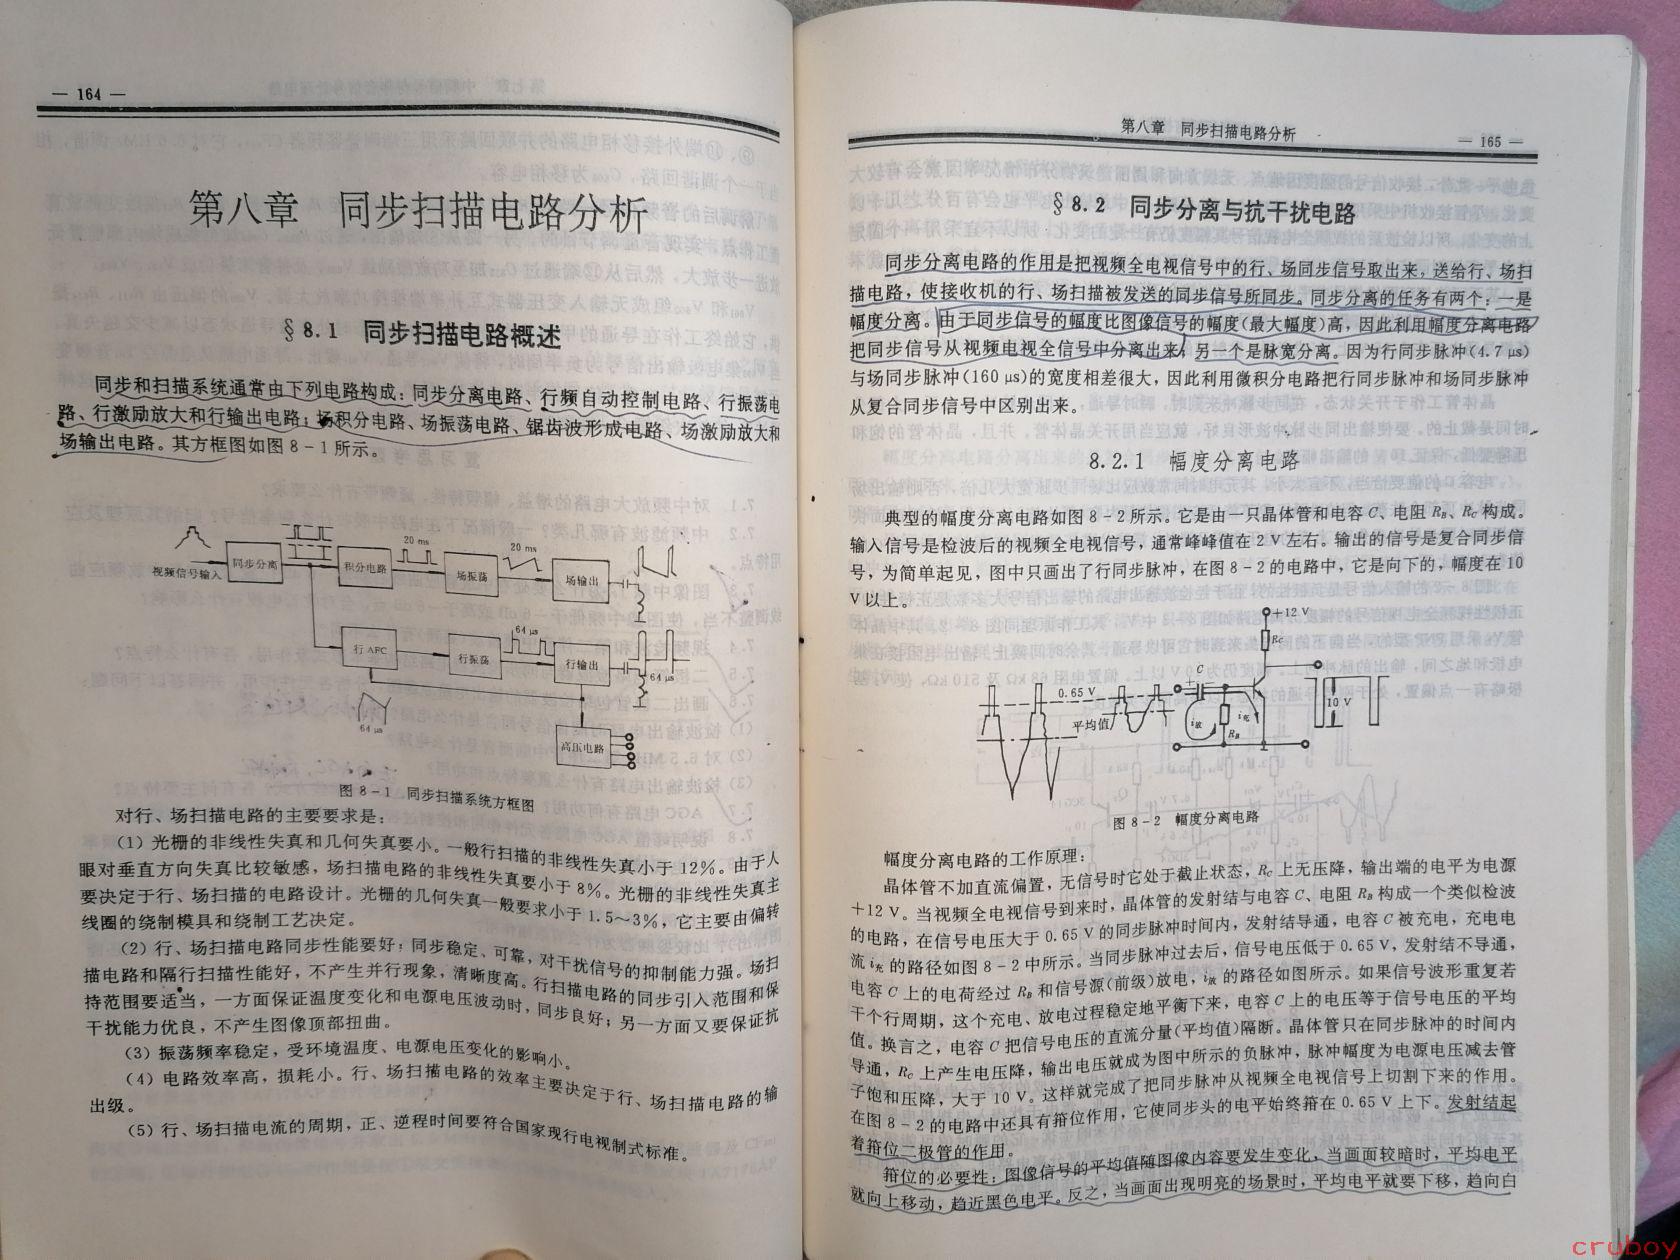 — 164 —
第八章 同步扫描电路分析
§8.1 同步扫描电路概述
同步和扫描系统通常由下列电路构成：同步分离电路、行频自动控制电路、行振荡电
路、行激励放大和行输出电路；场积分电路、场振荡电路、锯齿波形成电路、场激励放大和
场输出电路。其方框图如图8-1所示。
视频信号输入
同步分离
积分电路
20 ms
场振荡
20 ms
场输出
行AFC
行振荡
64 μs
行输出
64 μs
64 μs
高压电路
图8-1 同步扫描系统方框图
对行、场扫描电路的主要要求是：
(1) 光栅的非线性失真和几何失真要小。一般行扫描的非线性失真小于12%。由于人
眼对垂直方向失真比较敏感，场扫描电路的非线性失真要小于8%。光栅的非线性失真主
要决定于行、场扫描的电路设计。光栅的几何失真一般要求小于1.5～3%，它主要由偏转
线圈的绕制模具和绕制工艺决定。
(2) 行、场扫描电路同步性能要好：同步稳定、可靠，对干扰信号的抑制能力强。场扫
描电路和隔行扫描性能好，不产生并行现象，清晰度高。行扫描电路的同步引入范围和保
持范围要适当，一方面保证温度变化和电源电压波动时，同步良好；另一方面又要保证抗
干扰能力优良，不产生图像顶部扭曲。
(3) 振荡频率稳定，受环境温度、电源电压变化的影响小。
(4) 电路效率高，损耗小。行、场扫描电路的效率主要决定于行、场扫描电路的输
出级。
(5) 行、场扫描电流的周期，正、逆程时间要符合国家现行电视制式标准。
第八章 同步扫描电路分析
— 165 —
§8.2 同步分离与抗干扰电路
同步分离电路的作用是把视频全电视信号中的行、场同步信号取出来，送给行、场扫
描电路，使接收机的行、场扫描被发送的同步信号所同步。同步分离的任务有两个：一是
幅度分离。由于同步信号的幅度比图像信号的幅度(最大幅度)高，因此利用幅度分离电路
把同步信号从视频电视全信号中分离出来；另一个是脉宽分离。因为行同步脉冲(4.7 μs)
与场同步脉冲(160 μs)的宽度相差很大，因此利用微积分电路把行同步脉冲和场同步脉冲
从复合同步信号中区别出来。
8.2.1 幅度分离电路
典型的幅度分离电路如图8-2所示。它是由一只晶体管和电容C、电阻RB、RC构成。
输入信号是检波后的视频全电视信号，通常峰峰值在2 V左右。输出的信号是复合同步信
号，为简单起见，图中只画出了行同步脉冲，在图8-2的电路中，它是向下的，幅度在10
V以上。
+12 V
RC
C
0.65 V
平均值
i放
i充
RB
10 V
图8-2 幅度分离电路
幅度分离电路的工作原理：
晶体管不加直流偏置，无信号时它处于截止状态，RC上无压降，输出端的电平为电源
+12 V。当视频全电视信号到来时，晶体管的发射结与电容C、电阻RB构成一个类似检波
的电路，在信号电压大于0.65 V的同步脉冲时间内，发射结导通，电容C被充电，充电电
流i充的路径如图8-2中所示。当同步脉冲过去后，信号电压低于0.65 V，发射结不导通，
电容C上的电荷经过RB和信号源(前级)放电，i放的路径如图所示。如果信号波形重复若
干个行周期，这个充电、放电过程稳定地平衡下来，电容C上的电压等于信号电压的平均
值。换言之，电容C把信号电压的直流分量(平均值)隔断。晶体管只在同步脉冲的时间内
导通，RC上产生电压降，输出电压就成为图中所示的负脉冲，脉冲幅度为电源电压减去管
子饱和压降，大于10 V。这样就完成了把同步脉冲从视频全电视信号上切割下来的作用。
在图8-2的电路中还具有箝位作用，它使同步头的电平始终箝在0.65 V上下。发射结起
着箝位二极管的作用。
箝位的必要性：图像信号的平均值随图像内容要发生变化，当画面较暗时，平均电平
就向上移动，趋近黑色电平。反之，当画面出现明亮的场景时，平均电平就要下移，趋向白
cruboy